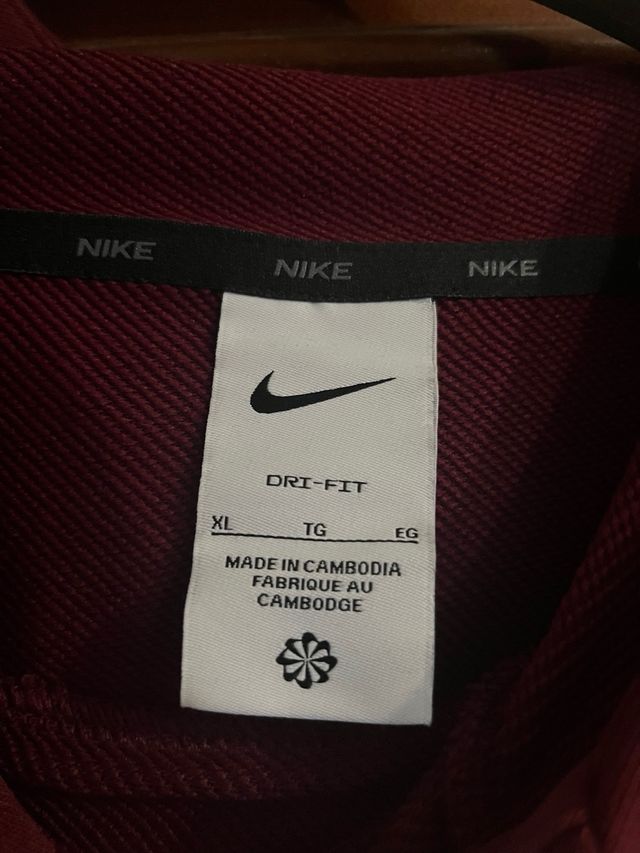 NIKE NIKE NIKE
DRI-FIT
XL TG EG
MADE IN CAMBODIA
FABRIQUE AU
CAMBODGE